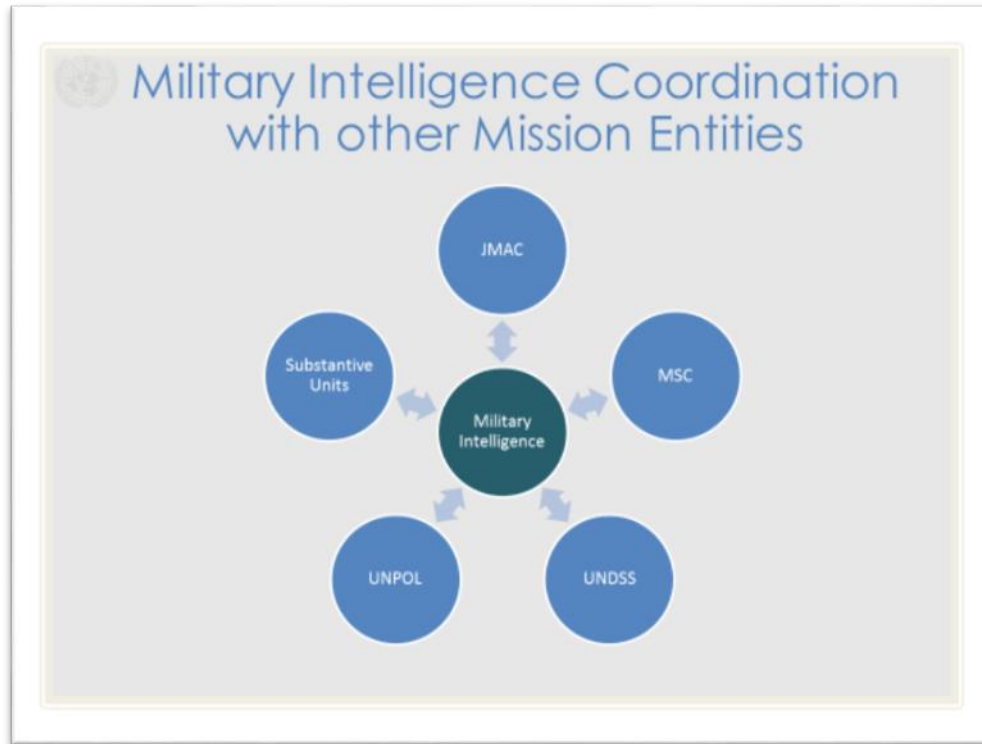 Military Intelligence Coordination
with other Mission Entities
JMAC
Substantive
Units
MSC
Military
Intelligence
UNPOL
UNDSS